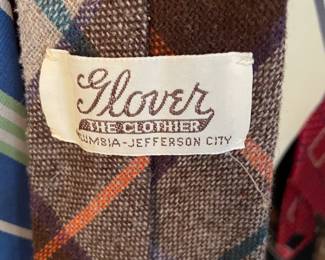 Glover
THE CLOTHIER
UMBIA-JEFFERSON CITY